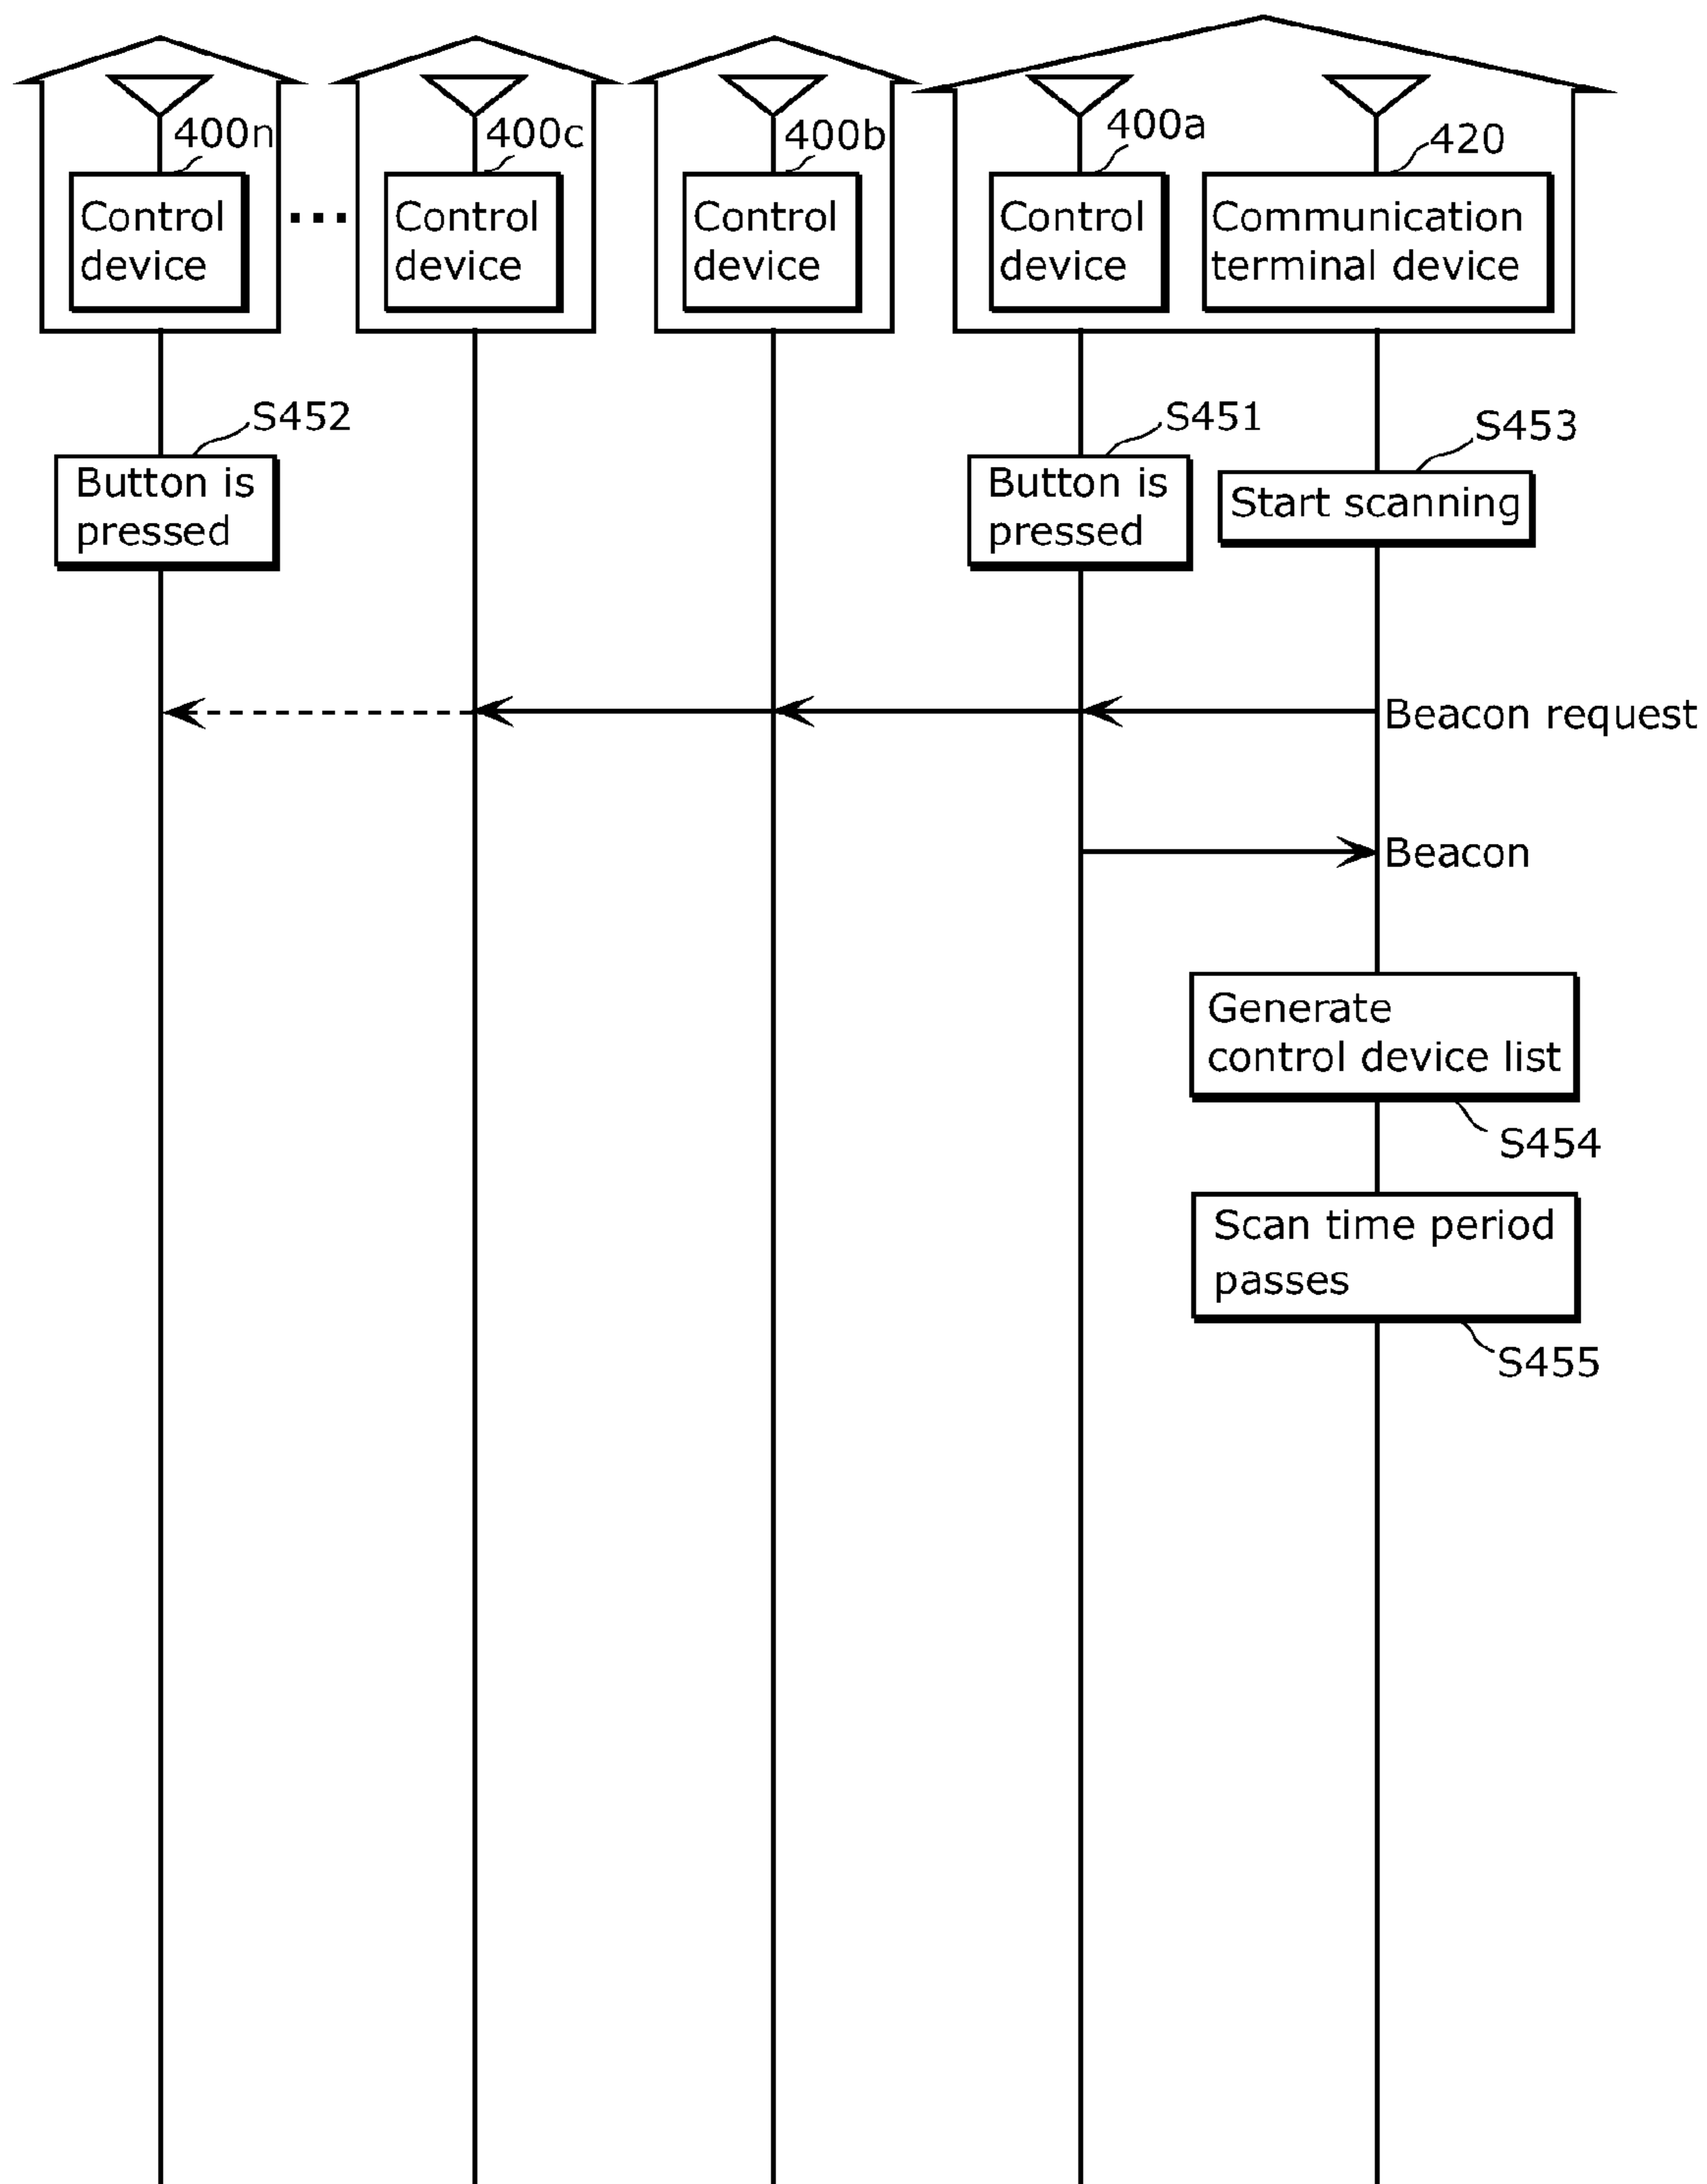 400n
400c
400b
400a
420
Control
device
...
Control
device
Control
device
Control
device
Communication
terminal device
S452
S451
S453
Button is
pressed
Button is
pressed
Start scanning
Beacon request
Beacon
Generate
control device list
S454
Scan time period
passes
S455